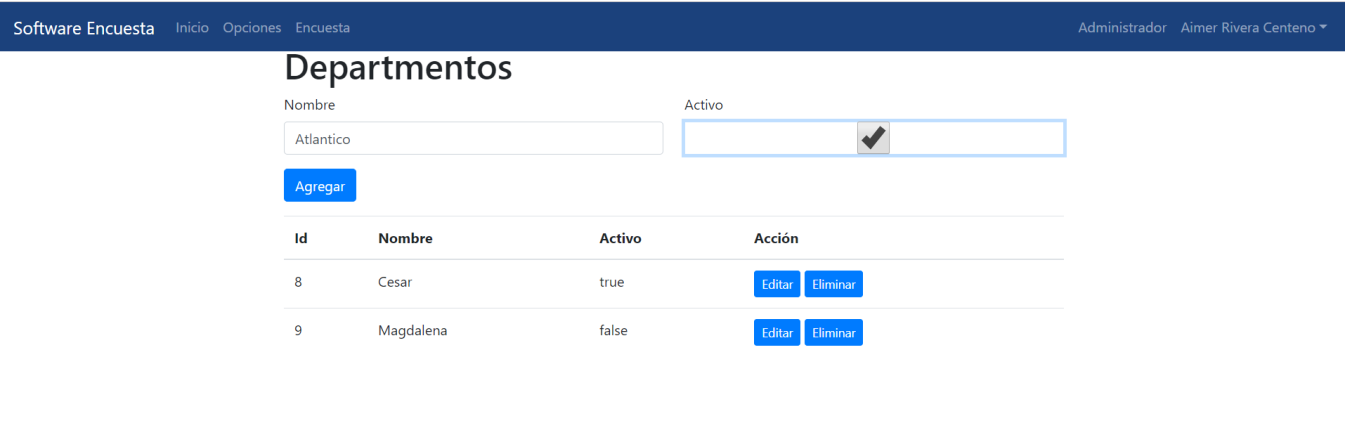 Software Encuesta Inicio Opciones Encuesta Administrador Aimer Rivera Centeno
Departmentos
Nombre Activo
Atlantico
Agregar
Id Nombre Activo Acción
8 Cesar true Editar Eliminar
9 Magdalena false Editar Eliminar